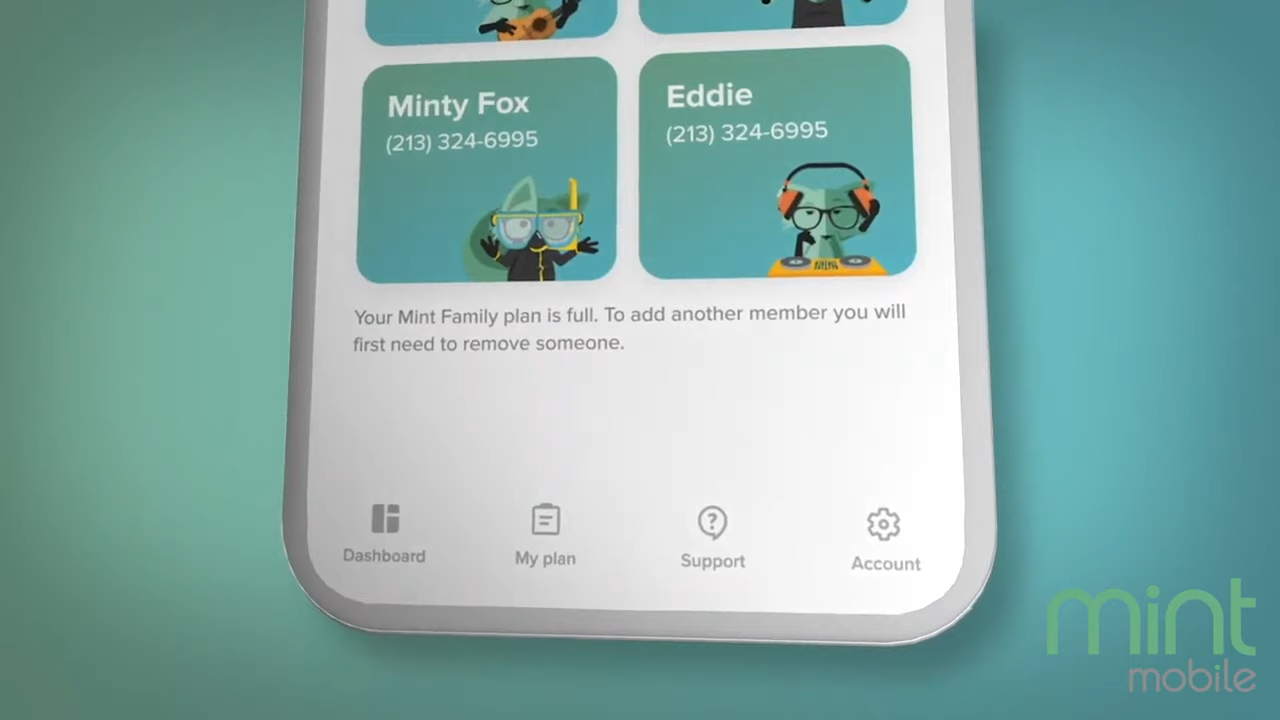 Minty Fox
(213) 324-6995
Eddie
(213) 324-6995
Your Mint Family plan is full. To add another member you will
first need to remove someone.
Dashboard
My plan
Support
Account
mint
mobile